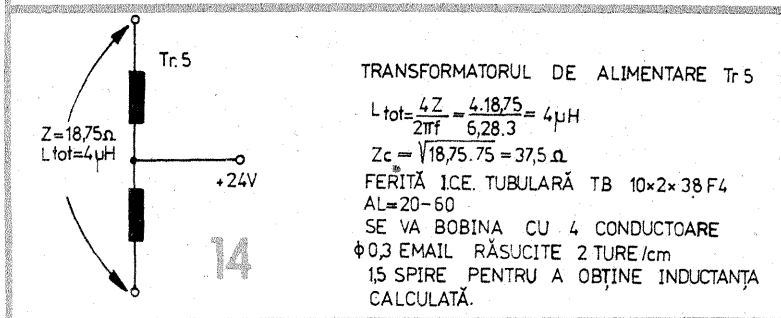 Tr. 5
Z=18,75Ω
Ltot=4μH
+24V
14
TRANSFORMATORUL DE ALIMENTARE Tr 5
L tot=4Z/2πf=4.18,75/6,28.3=4μH
Zc=√18,75.75=37,5Ω
FERITĂ I.C.E. TUBULARĂ TB 10×2×38 F4
AL=20-60
SE VA BOBINA CU 4 CONDUCTOARE
ϕ0,3 EMAIL RĂSUCITE 2 TURE/cm
1,5 SPIRE PENTRU A OBȚINE INDUCTANȚA
CALCULATĂ.